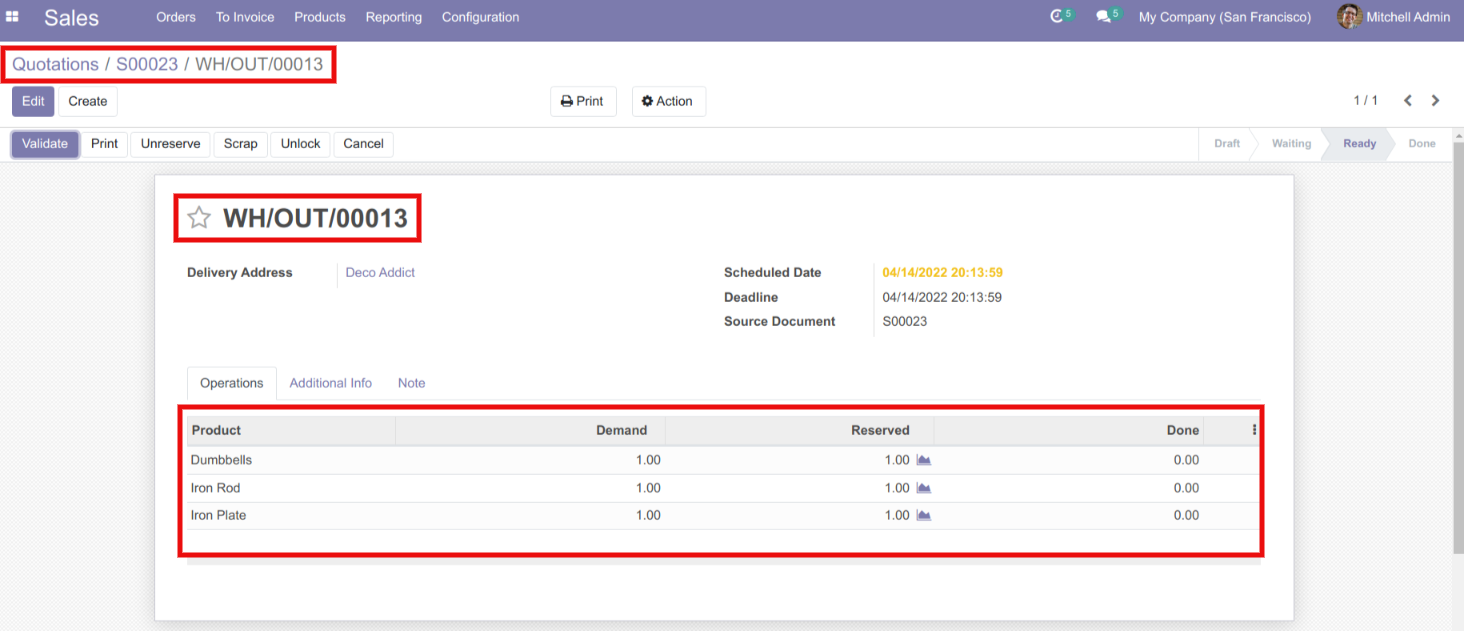 Sales Orders To Invoice Products Reporting Configuration 5 5 My Company (San Francisco) Mitchell Admin
Quotations / S00023 / WH/OUT/00013
Edit Create Print Action 1 / 1
Validate Print Unreserve Scrap Unlock Cancel Draft Waiting Ready Done
WH/OUT/00013
Delivery Address Deco Addict Scheduled Date 04/14/2022 20:13:59
Deadline 04/14/2022 20:13:59
Source Document S00023
Operations Additional Info Note
Product Demand Reserved Done
Dumbbells 1.00 1.00 0.00
Iron Rod 1.00 1.00 0.00
Iron Plate 1.00 1.00 0.00